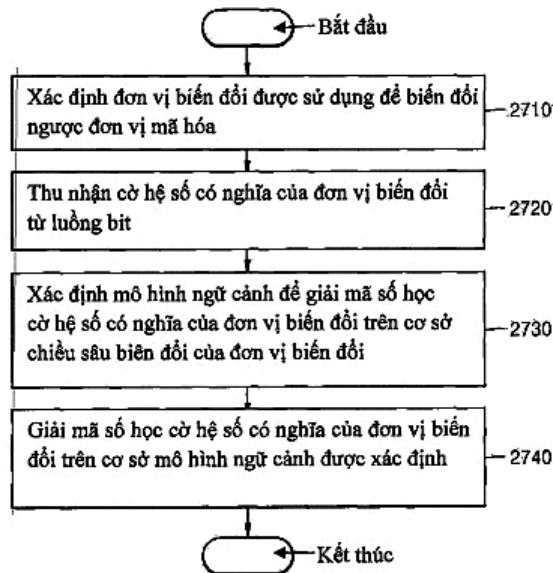 Bắt đầu
Xác định đơn vị biến đổi được sử dụng để biến đổi
ngược đơn vị mã hóa
2710
Thu nhận cờ hệ số có nghĩa của đơn vị biến đổi
từ luồng bit
2720
Xác định mô hình ngữ cảnh để giải mã số học
cờ hệ số có nghĩa của đơn vị biến đổi trên cơ sở
chiều sâu biên đổi của đơn vị biến đổi
2730
Giải mã số học cờ hệ số có nghĩa của đơn vị biến
đổi trên cơ sở mô hình ngữ cảnh được xác định
2740
Kết thúc